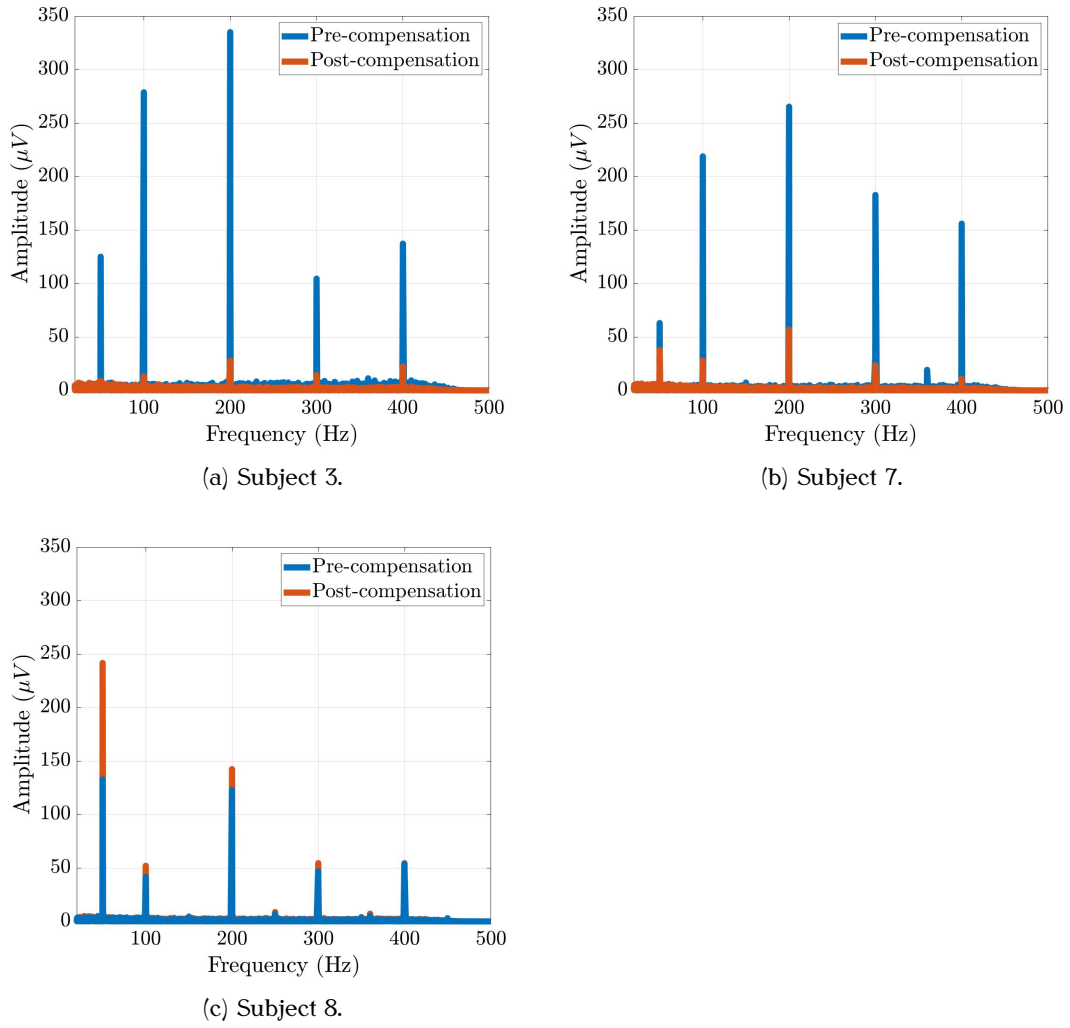 350
300
250
200
150
100
50
0
Amplitude (μV)
Pre-compensation
Post-compensation
100 200 300 400 500
Frequency (Hz)
(a) Subject 3.
350
300
250
200
150
100
50
0
Amplitude (μV)
Pre-compensation
Post-compensation
100 200 300 400 500
Frequency (Hz)
(b) Subject 7.
350
300
250
200
150
100
50
0
Amplitude (μV)
Pre-compensation
Post-compensation
100 200 300 400 500
Frequency (Hz)
(c) Subject 8.